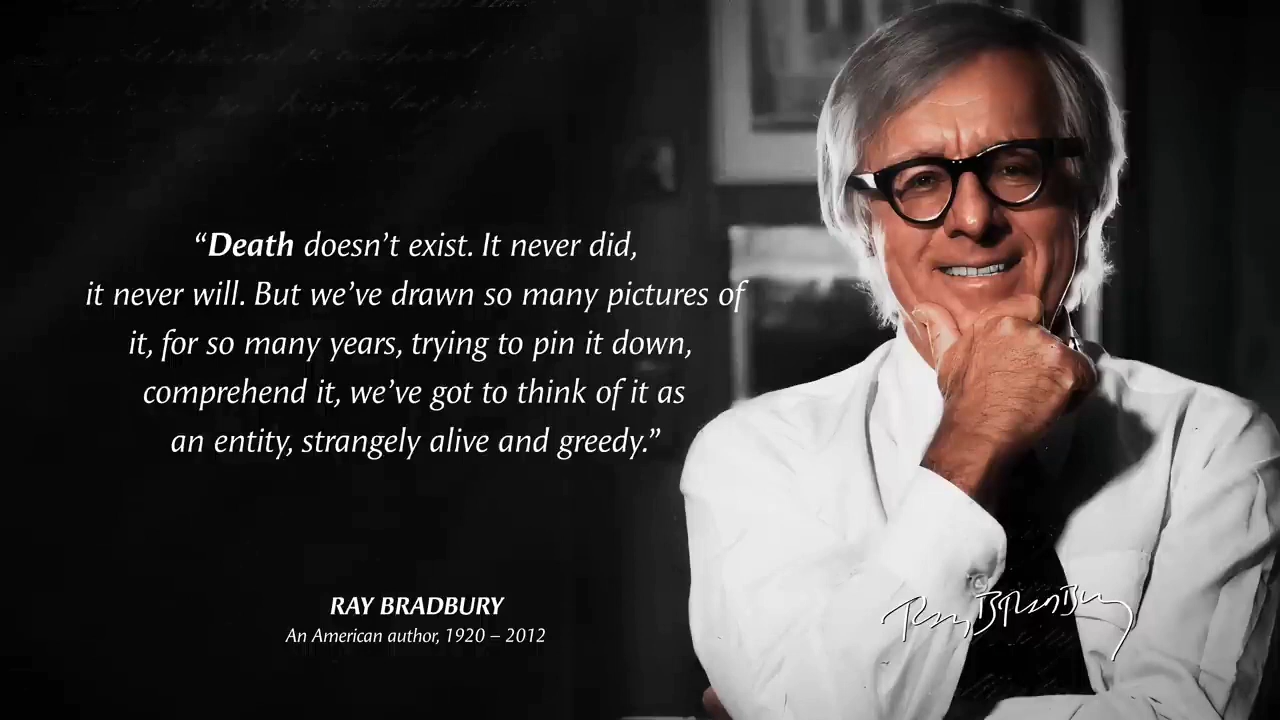 “Death doesn’t exist. It never did,
it never will. But we’ve drawn so many pictures of
it, for so many years, trying to pin it down,
comprehend it, we’ve got to think of it as
an entity, strangely alive and greedy.”
RAY BRADBURY
An American author, 1920 – 2012
Ray Bradbury